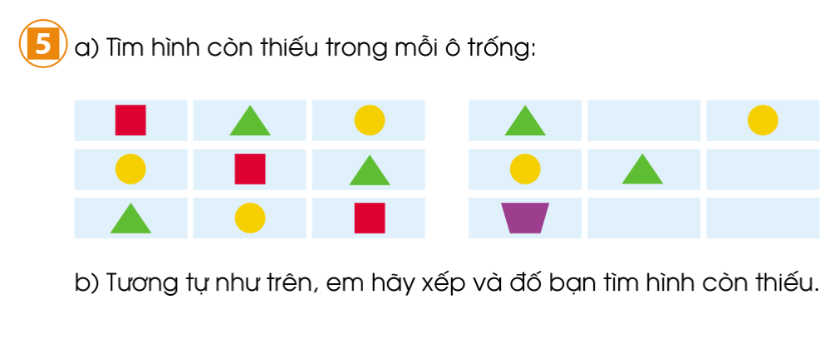 5 a) Tìm hình còn thiếu trong mỗi ô trống:
b) Tương tự như trên, em hãy xếp và đố bạn tìm hình còn thiếu.